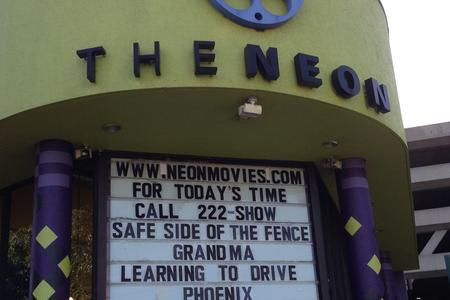 THE NEON
WWW.NEONMOVIES.COM
FOR TODAY'S TIME
CALL 222-SHOW
SAFE SIDE OF THE FENCE
GRANDMA
LEARNING TO DRIVE
PHOENIX